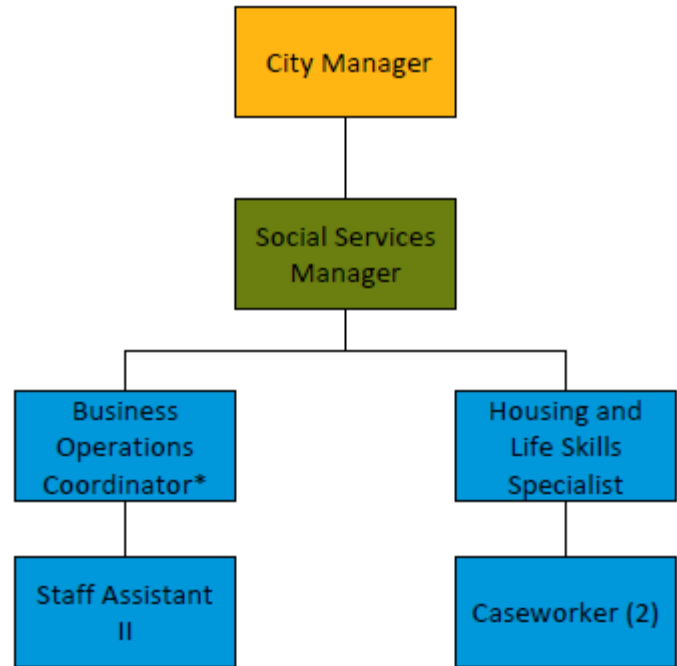 City Manager
Social Services
Manager
Business
Operations
Coordinator*
Housing and
Life Skills
Specialist
Staff Assistant
II
Caseworker (2)